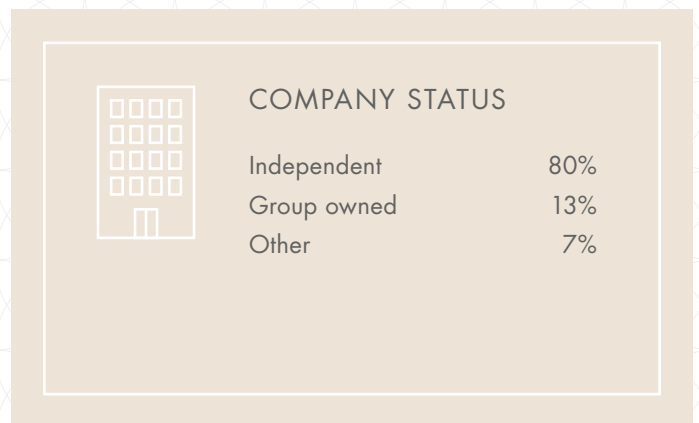 COMPANY STATUS
Independent 80%
Group owned 13%
Other 7%